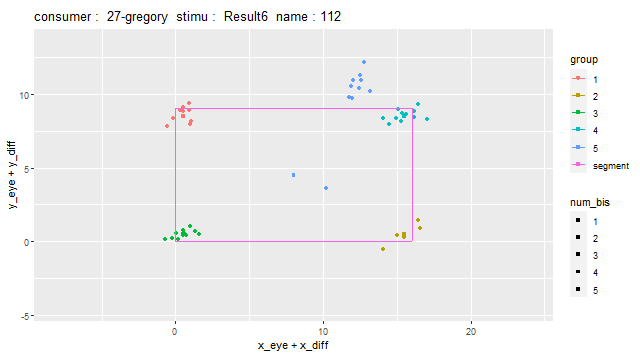 consumer : 27-gregory stimu : Result6 name : 112
y_eye + y_diff
10
5
0
-5
0
10
20
x_eye + x_diff
group
1
2
3
4
5
segment
num_bis
1
2
3
4
5